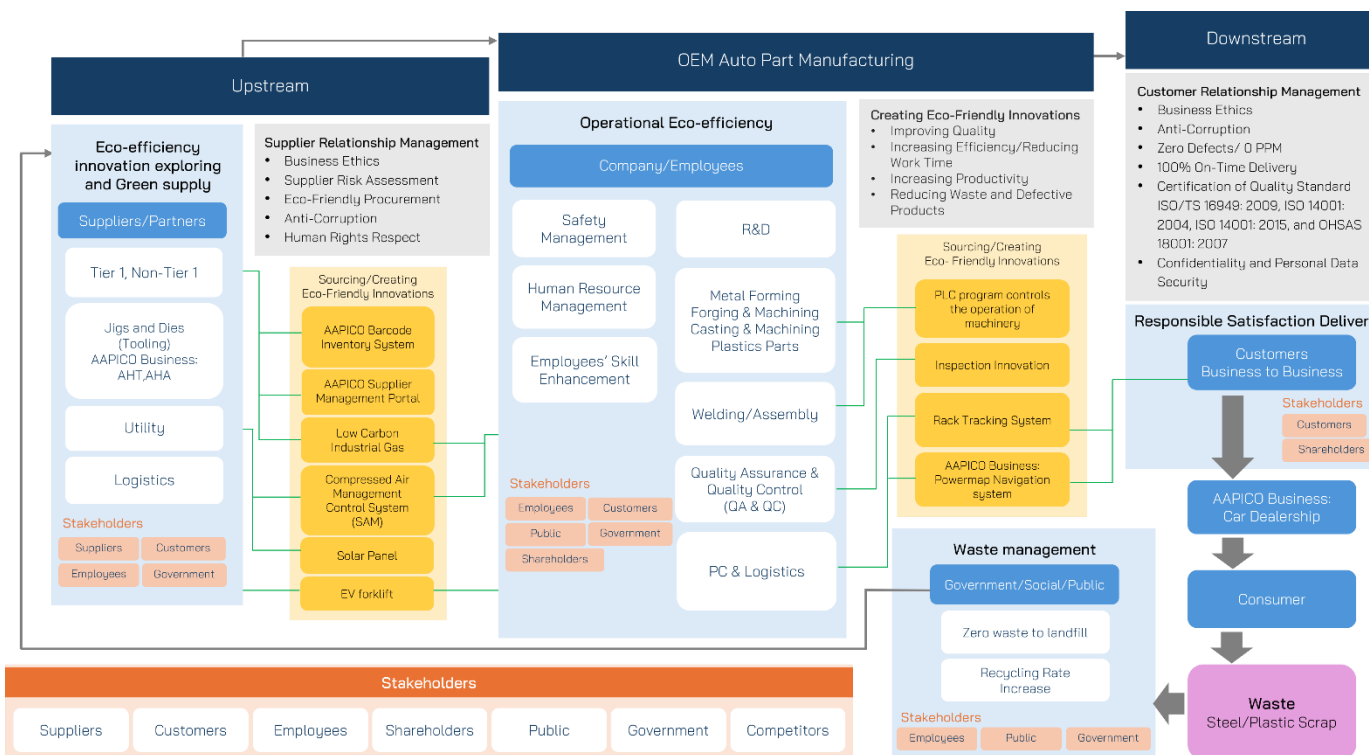 Upstream
OEM Auto Part Manufacturing
Downstream
Eco-efficiency
innovation exploring
and Green supply
Suppliers/Partners
Tier 1, Non-Tier 1
Jigs and Dies
(Tooling)
AAPICO Business:
AHT,AHA
Utility
Logistics
Stakeholders
Suppliers
Customers
Employees
Government
Supplier Relationship Management
• Business Ethics
• Supplier Risk Assessment
• Eco-Friendly Procurement
• Anti-Corruption
• Human Rights Respect
Sourcing/Creating
Eco-Friendly Innovations
AAPICO Barcode
Inventory System
AAPICO Supplier
Management Portal
Low Carbon
Industrial Gas
Compressed Air
Management
Control System
(SAM)
Solar Panel
EV forklift
Operational Eco-efficiency
Company/Employees
Safety
Management
Human Resource
Management
Employees' Skill
Enhancement
R&D
Metal Forming
Forging & Machining
Casting & Machining
Plastics Parts
Welding/Assembly
Quality Assurance &
Quality Control
(QA & QC)
PC & Logistics
Stakeholders
Employees
Customers
Public
Government
Shareholders
Creating Eco-Friendly Innovations
• Improving Quality
• Increasing Efficiency/Reducing
Work Time
• Increasing Productivity
• Reducing Waste and Defective
Products
Sourcing/Creating
Eco- Friendly Innovations
PLC program controls
the operation of
machinery
Inspection Innovation
Rack Tracking System
AAPICO Business:
Powermap Navigation
system
Customer Relationship Management
• Business Ethics
• Anti-Corruption
• Zero Defects/ 0 PPM
• 100% On-Time Delivery
• Certification of Quality Standard
ISO/TS 16949: 2009, ISO 14001:
2004, ISO 14001: 2015, and OHSAS
18001: 2007
• Confidentiality and Personal Data
Security
Responsible Satisfaction Deliver
Customers
Business to Business
Stakeholders
Customers
Shareholders
AAPICO Business:
Car Dealership
Consumer
Waste
Steel/Plastic Scrap
Waste management
Government/Social/Public
Zero waste to landfill
Recycling Rate
Increase
Stakeholders
Employees
Public
Government
Stakeholders
Suppliers
Customers
Employees
Shareholders
Public
Government
Competitors